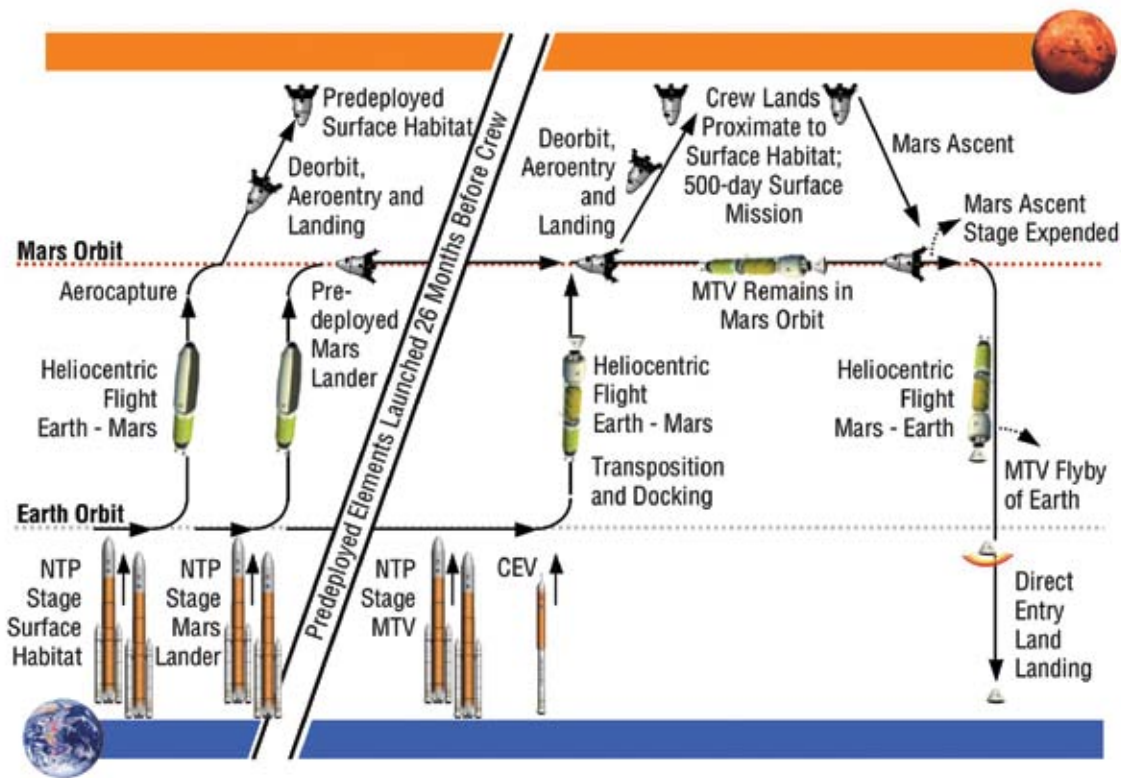 Predeployed
Surface Habitat
Deorbit,
Aeroentry and
Landing
Mars Orbit
Aerocapture
Pre-
deployed
Mars
Lander
Heliocentric
Flight
Earth - Mars
Earth Orbit
NTP
Stage
Surface
Habitat
NTP
Stage
Mars
Lander
Predeployed Elements Launched 26 Months Before Crew
Deorbit,
Aeroentry
and
Landing
Crew Lands
Proximate to
Surface Habitat;
500-day Surface
Mission
Mars Ascent
Mars Ascent
Stage Expended
MTV Remains in
Mars Orbit
Heliocentric
Flight
Earth - Mars
Transposition
and Docking
Heliocentric
Flight
Mars - Earth
MTV Flyby
of Earth
NTP
Stage
MTV
CEV
Direct
Entry
Land
Landing